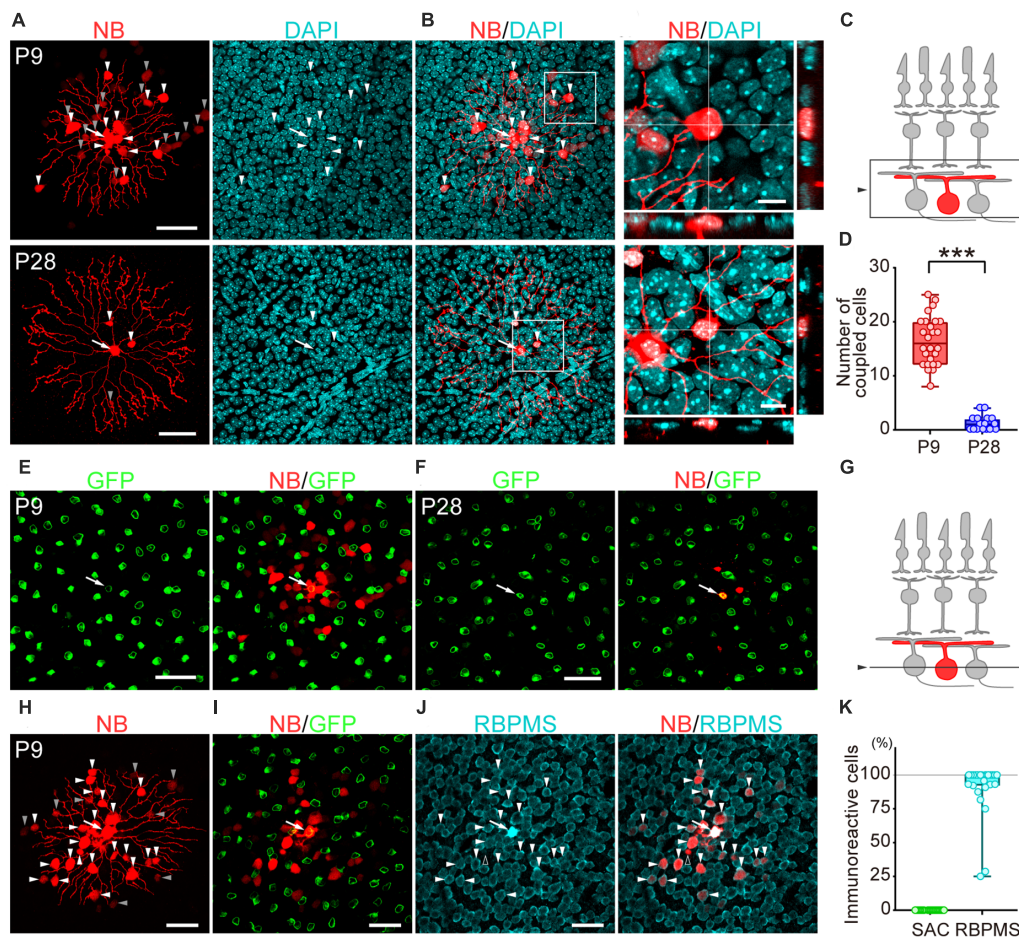 A
NB
DAPI
B
NB/DAPI
NB/DAPI
C
P9
P28
D
Number of
coupled cells
30
20
10
0
***
P9
P28
E
GFP
NB/GFP
F
GFP
NB/GFP
G
P9
P28
H
NB
I
NB/GFP
J
RBPMS
NB/RBPMS
K
P9
(%)
Immunoreactive cells
100
75
50
25
0
SAC RBPMS